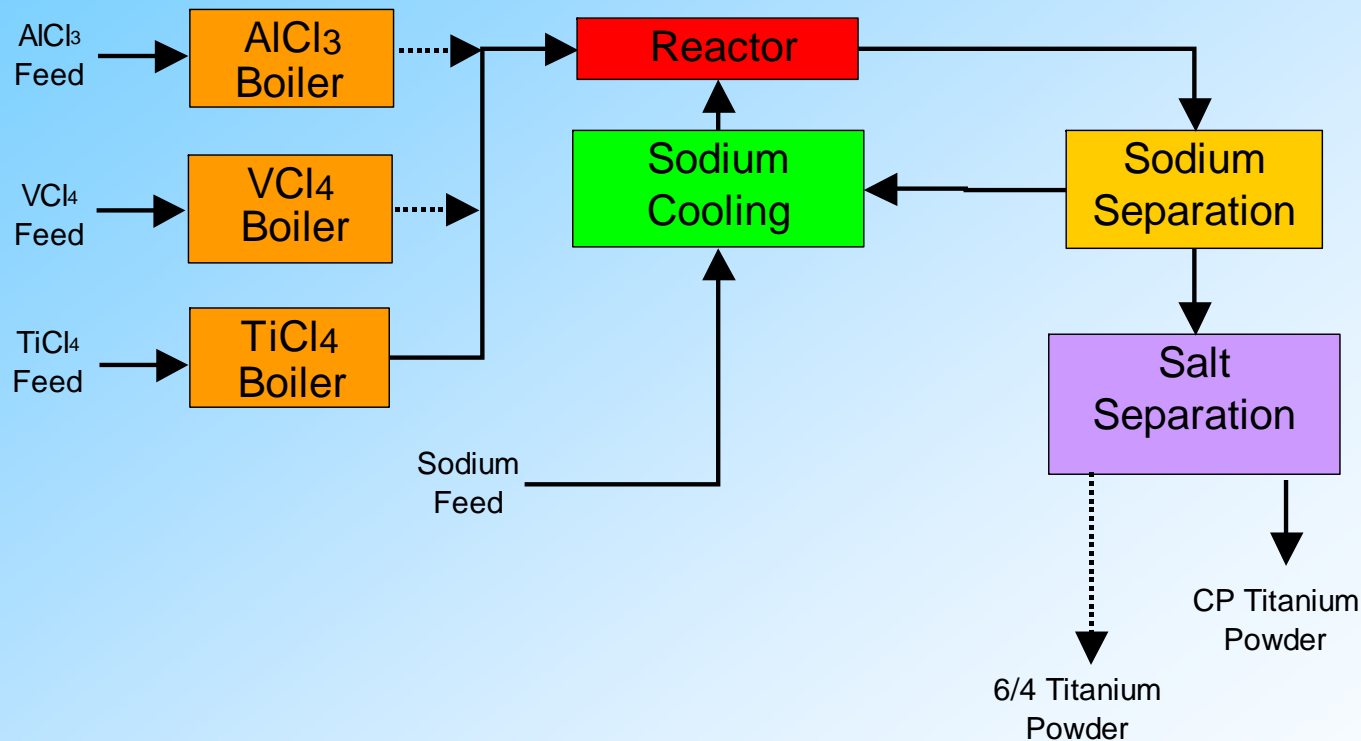 AlCl3
Feed
AlCl3
Boiler
Reactor
VCl4
Feed
VCl4
Boiler
Sodium
Cooling
Sodium
Separation
TiCl4
Feed
TiCl4
Boiler
Salt
Separation
Sodium
Feed
CP Titanium
Powder
6/4 Titanium
Powder